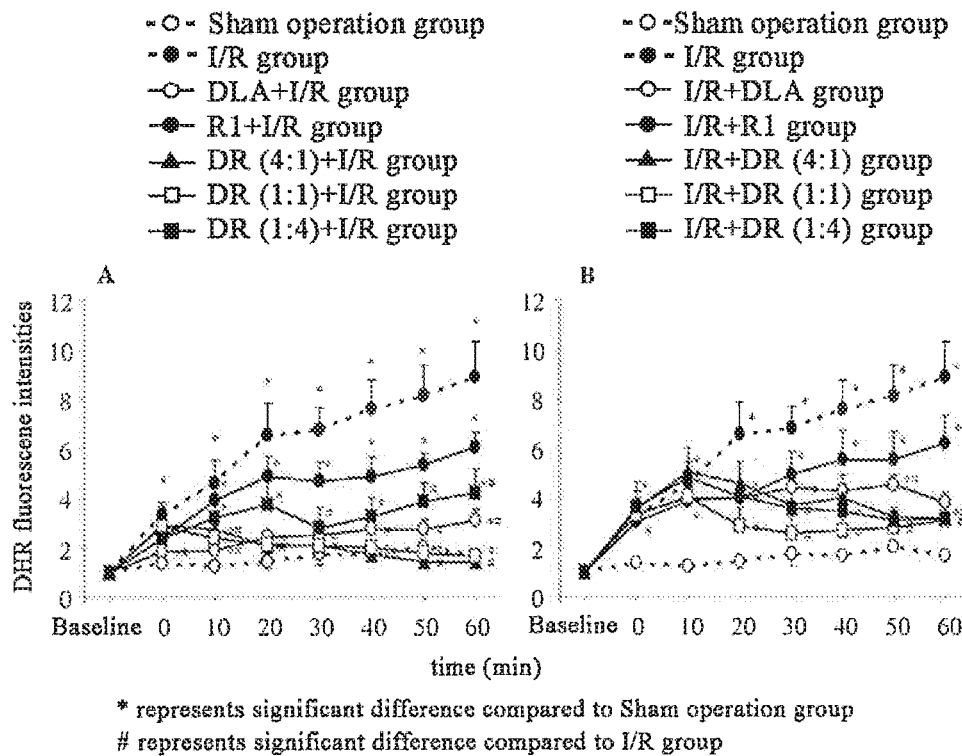 Sham operation group
I/R group
DLA+I/R group
R1+I/R group
DR (4:1)+I/R group
DR (1:1)+I/R group
DR (1:4)+I/R group
Sham operation group
I/R group
I/R+DLA group
I/R+R1 group
I/R+DR (4:1) group
I/R+DR (1:1) group
I/R+DR (1:4) group
A
B
DHR fluorescene intensities
12
10
8
6
4
2
0
Baseline 0 10 20 30 40 50 60
12
10
8
6
4
2
0
Baseline 0 10 20 30 40 50 60
time (min)
* represents significant difference compared to Sham operation group
# represents significant difference compared to I/R group